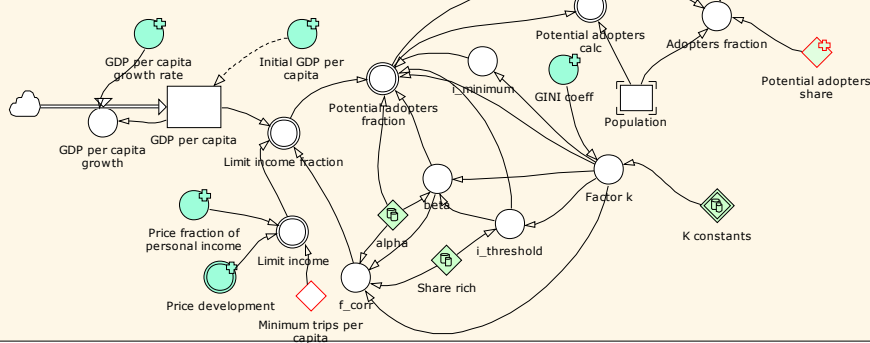 Potential adopters
calc
Adopters fraction
GDP per capita
growth rate
Initial GDP per
capita
i_minimum
GINI coeff
Potential adopters
share
Potential adopters
fraction
Population
GDP per capita
GDP per capita
growth
Limit income fraction
Factor k
beta
K constants
Price fraction of
personal income
alpha
i_threshold
Limit income
Share rich
Price development
f_corr
Minimum trips per
capita